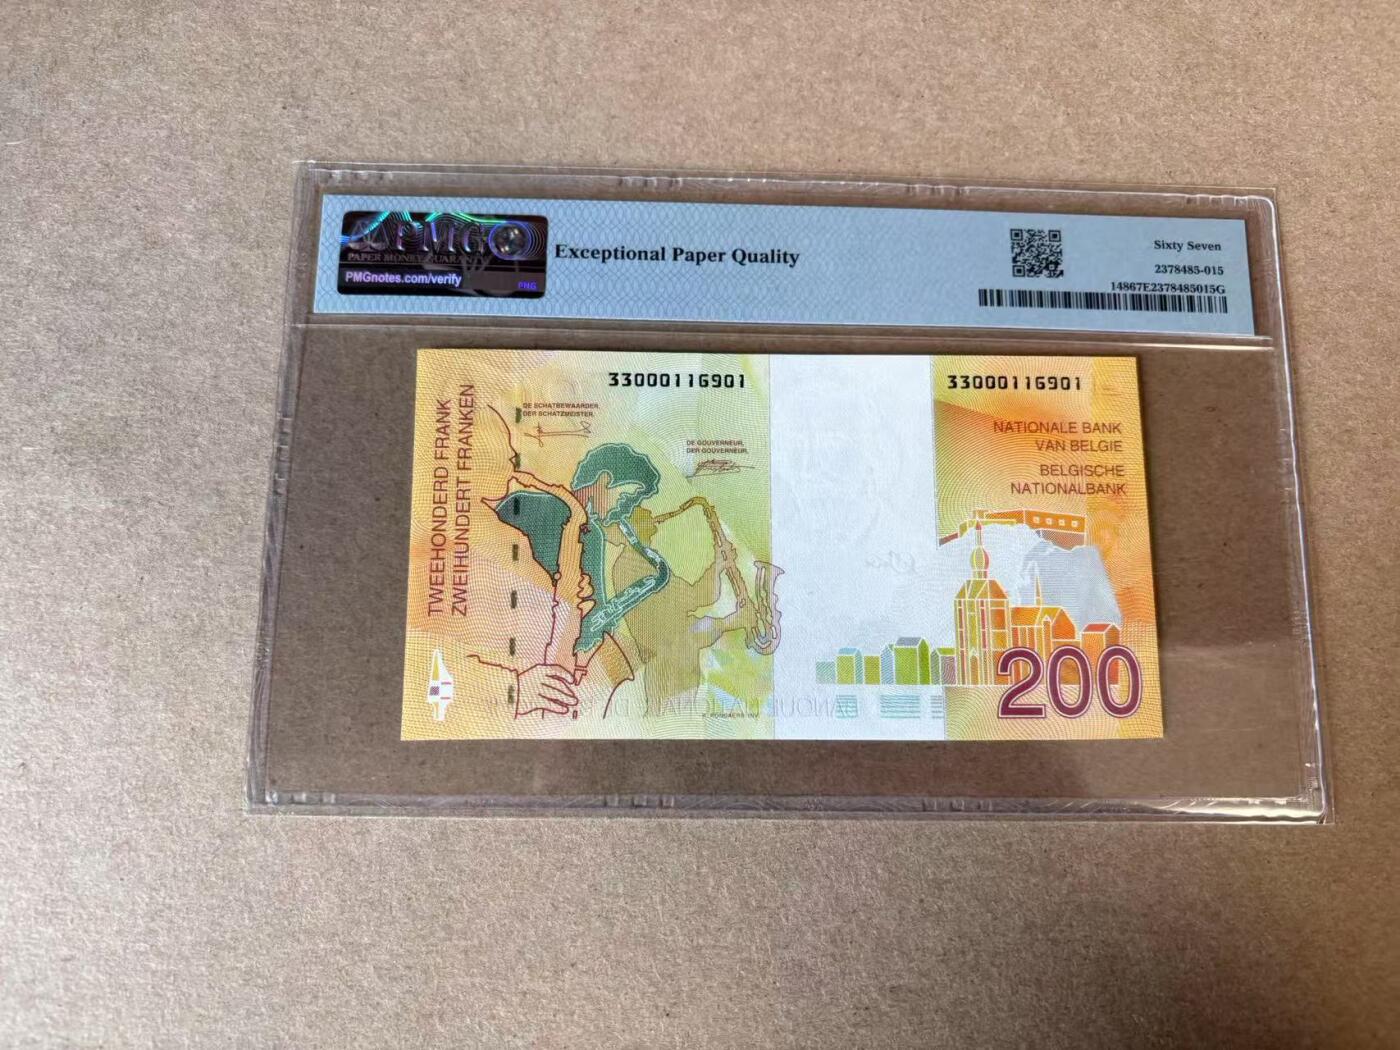 PMG
PAPER MONEY GUARANTY
PMGnotes.com/verify
PNG
Exceptional Paper Quality
Sixty Seven
2378485-015
14867E2378485015G
33000116901
33000116901
TWEEHONDERD FRANK
ZWEIHUNDERT FRANKEN
DE SCHATBEWAARDER,
DER SCHATZMEISTER,
DE GOUVERNEUR,
DER GOUVERNEUR,
NATIONALE BANK
VAN BELGIE
BELGISCHE
NATIONALBANK
200